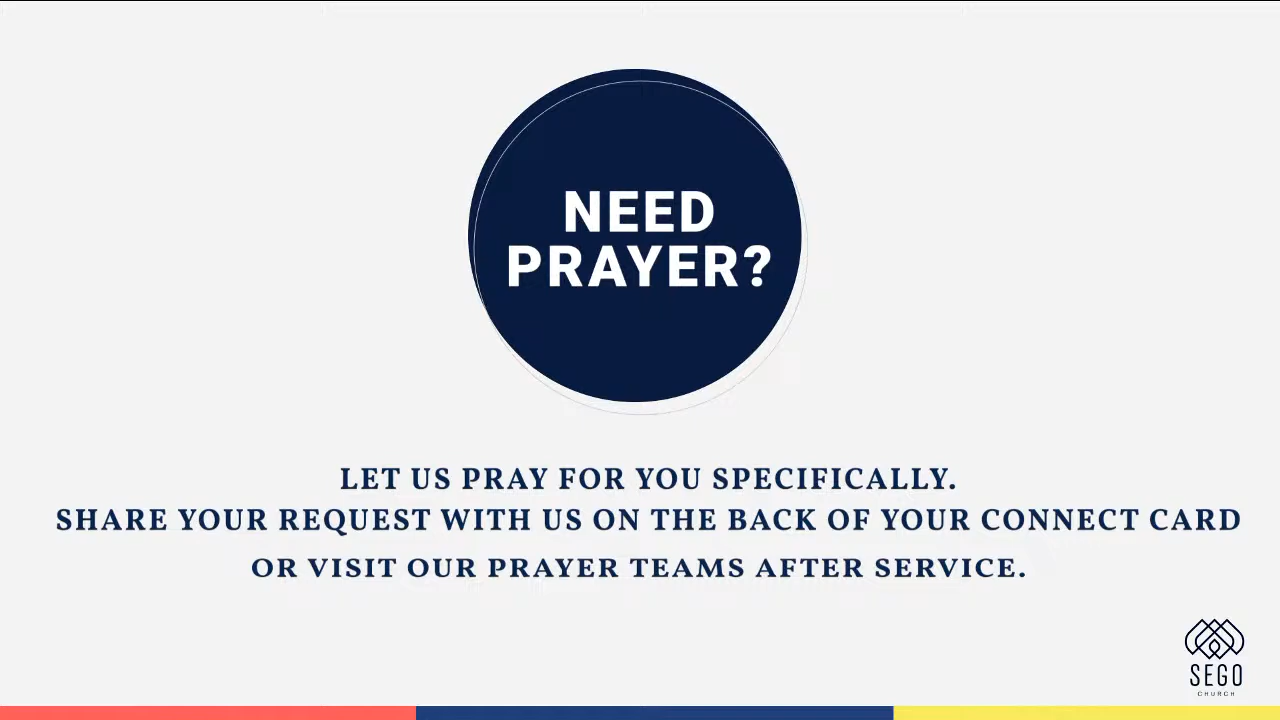 NEED
PRAYER?
LET US PRAY FOR YOU SPECIFICALLY.
SHARE YOUR REQUEST WITH US ON THE BACK OF YOUR CONNECT CARD
OR VISIT OUR PRAYER TEAMS AFTER SERVICE.
SEGO
CHURCH